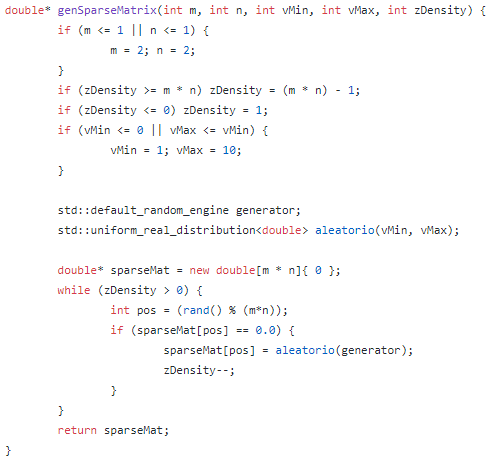 double* genSparseMatrix(int m, int n, int vMin, int vMax, int zDensity) {
        if (m <= 1 || n <= 1) {
                m = 2; n = 2;
        }
        if (zDensity >= m * n) zDensity = (m * n) - 1;
        if (zDensity <= 0) zDensity = 1;
        if (vMin <= 0 || vMax <= vMin) {
                vMin = 1; vMax = 10;
        }

        std::default_random_engine generator;
        std::uniform_real_distribution<double> aleatorio(vMin, vMax);

        double* sparseMat = new double[m * n]{ 0 };
        while (zDensity > 0) {
                int pos = (rand() % (m*n));
                if (sparseMat[pos] == 0.0) {
                        sparseMat[pos] = aleatorio(generator);
                        zDensity--;
                }
        }
        return sparseMat;
}